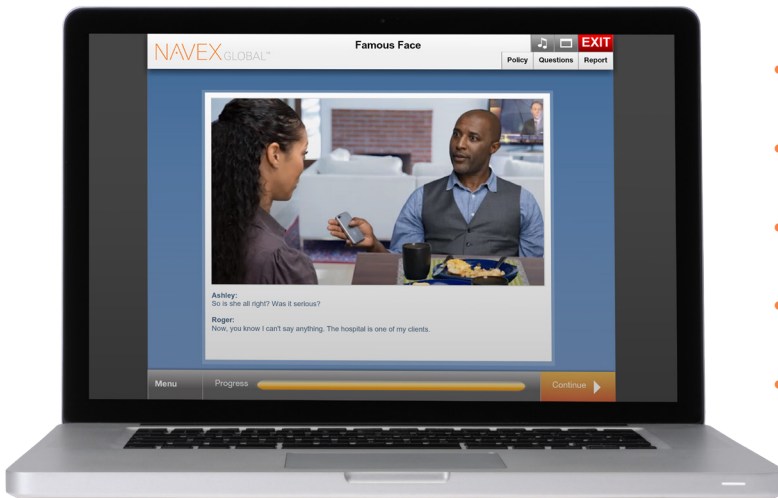 NAVEX GLOBAL™
Famous Face
EXIT
Policy
Questions
Report
Ashley:
So is she all right? Was it serious?
Roger:
Now, you know I can't say anything. The hospital is one of my clients.
Menu
Progress
Continue